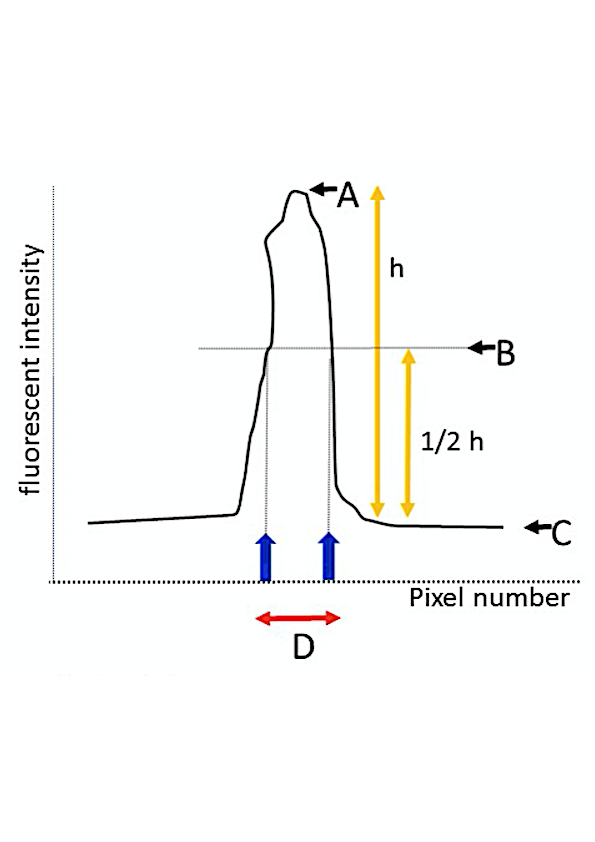 A
h
B
fluorescent intensity
1/2 h
C
Pixel number
D